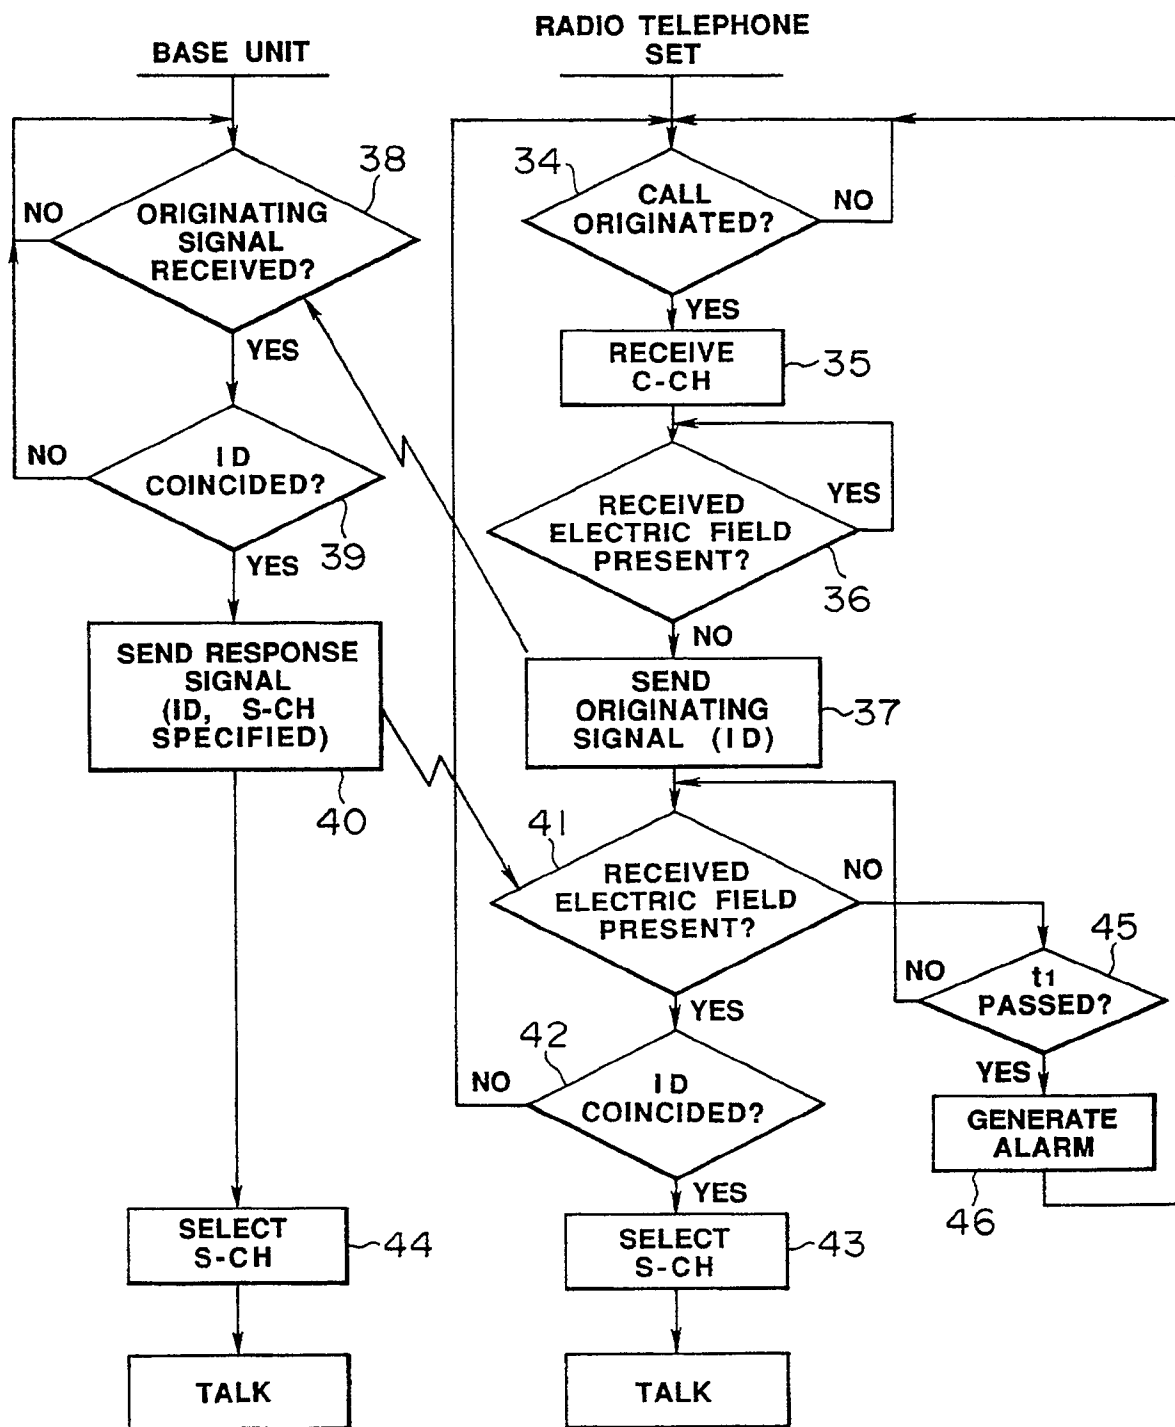 BASE UNIT
RADIO TELEPHONE
SET
38
ORIGINATING
SIGNAL
RECEIVED?
NO
YES
ID
COINCIDED?
NO
39
YES
SEND RESPONSE
SIGNAL
(ID, S-CH
SPECIFIED)
40
SELECT
S-CH
44
TALK
34
CALL
ORIGINATED?
NO
YES
RECEIVE
C-CH
35
RECEIVED
ELECTRIC FIELD
PRESENT?
YES
36
NO
SEND
ORIGINATING
SIGNAL (ID)
37
41
RECEIVED
ELECTRIC FIELD
PRESENT?
NO
YES
45
t1
PASSED?
NO
YES
GENERATE
ALARM
46
42
ID
COINCIDED?
NO
YES
SELECT
S-CH
43
TALK